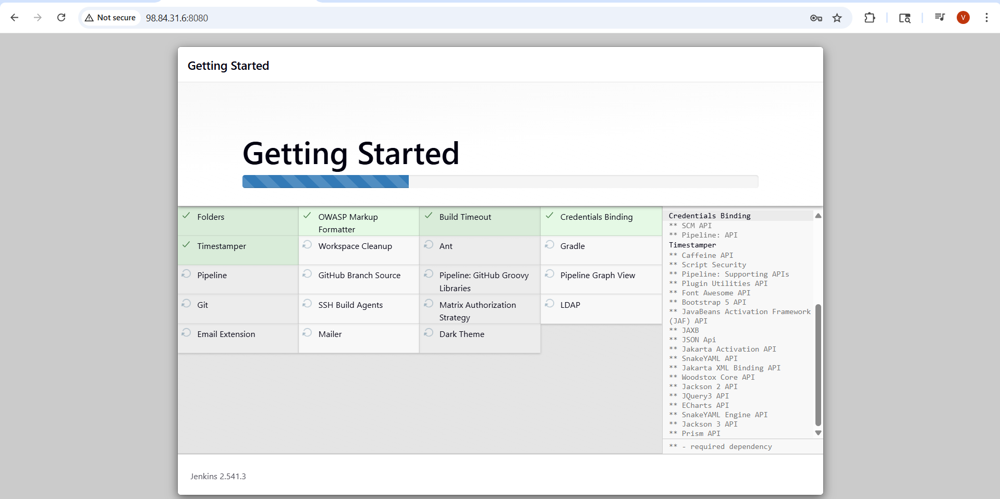 Not secure
98.84.31.6:8080
V
Getting Started
Getting Started
Folders
OWASP Markup
Formatter
Build Timeout
Credentials Binding
Timestamper
Workspace Cleanup
Ant
Gradle
Pipeline
GitHub Branch Source
Pipeline: GitHub Groovy
Libraries
Pipeline Graph View
Git
SSH Build Agents
Matrix Authorization
Strategy
LDAP
Email Extension
Mailer
Dark Theme
Credentials Binding
** SCM API
** Pipeline: API
Timestamper
** Caffeine API
** Script Security
** Pipeline: Supporting APIs
** Plugin Utilities API
** Font Awesome API
** Bootstrap 5 API
** JavaBeans Activation Framework
(JAF) API
** JAXB
** JSON Api
** Jakarta Activation API
** SnakeYAML API
** Jakarta XML Binding API
** Woodstox Core API
** Jackson 2 API
** JQuery3 API
** ECharts API
** SnakeYAML Engine API
** Jackson 3 API
** Prism API
** - required dependency
Jenkins 2.541.3